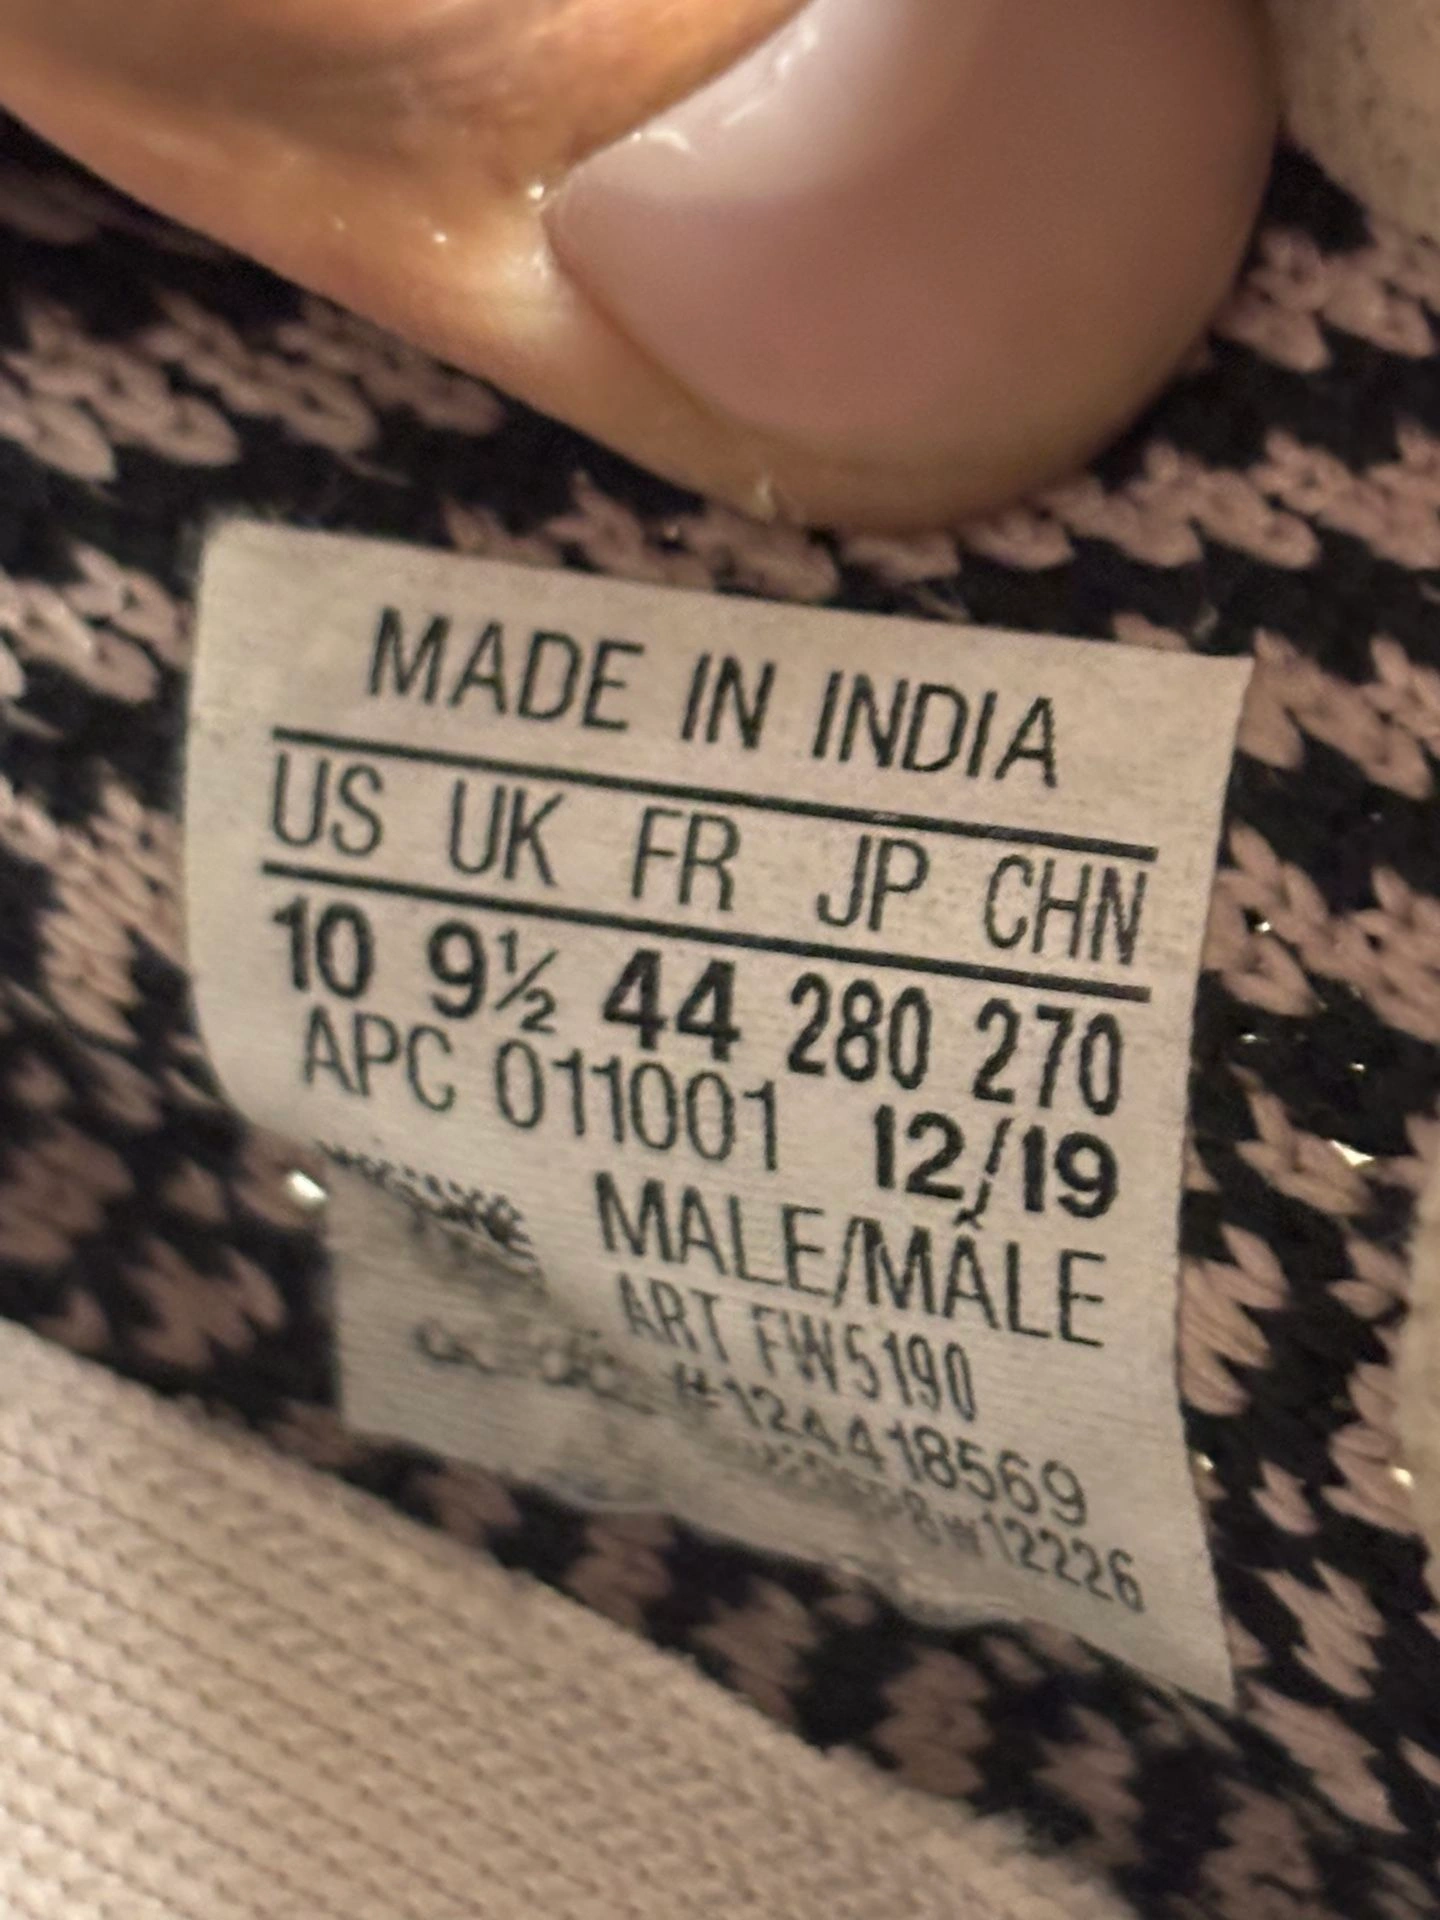 MADE IN INDIA
US UK FR JP CHN
10 9½ 44 280 270
APC 011001 12/19
MALE/MÂLE
ART FW5190
#124418569